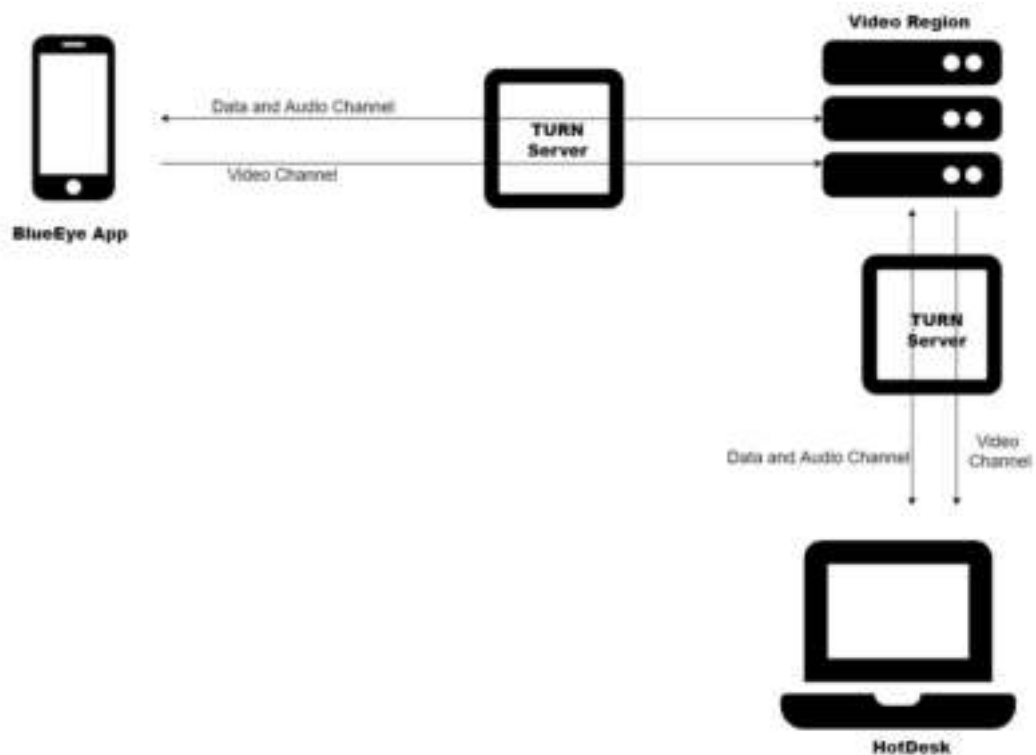 Video Region
Data and Audio Channel
TURN
Server
Video Channel
BlueEye App
TURN
Server
Data and Audio Channel
Video
Channel
HotDesk